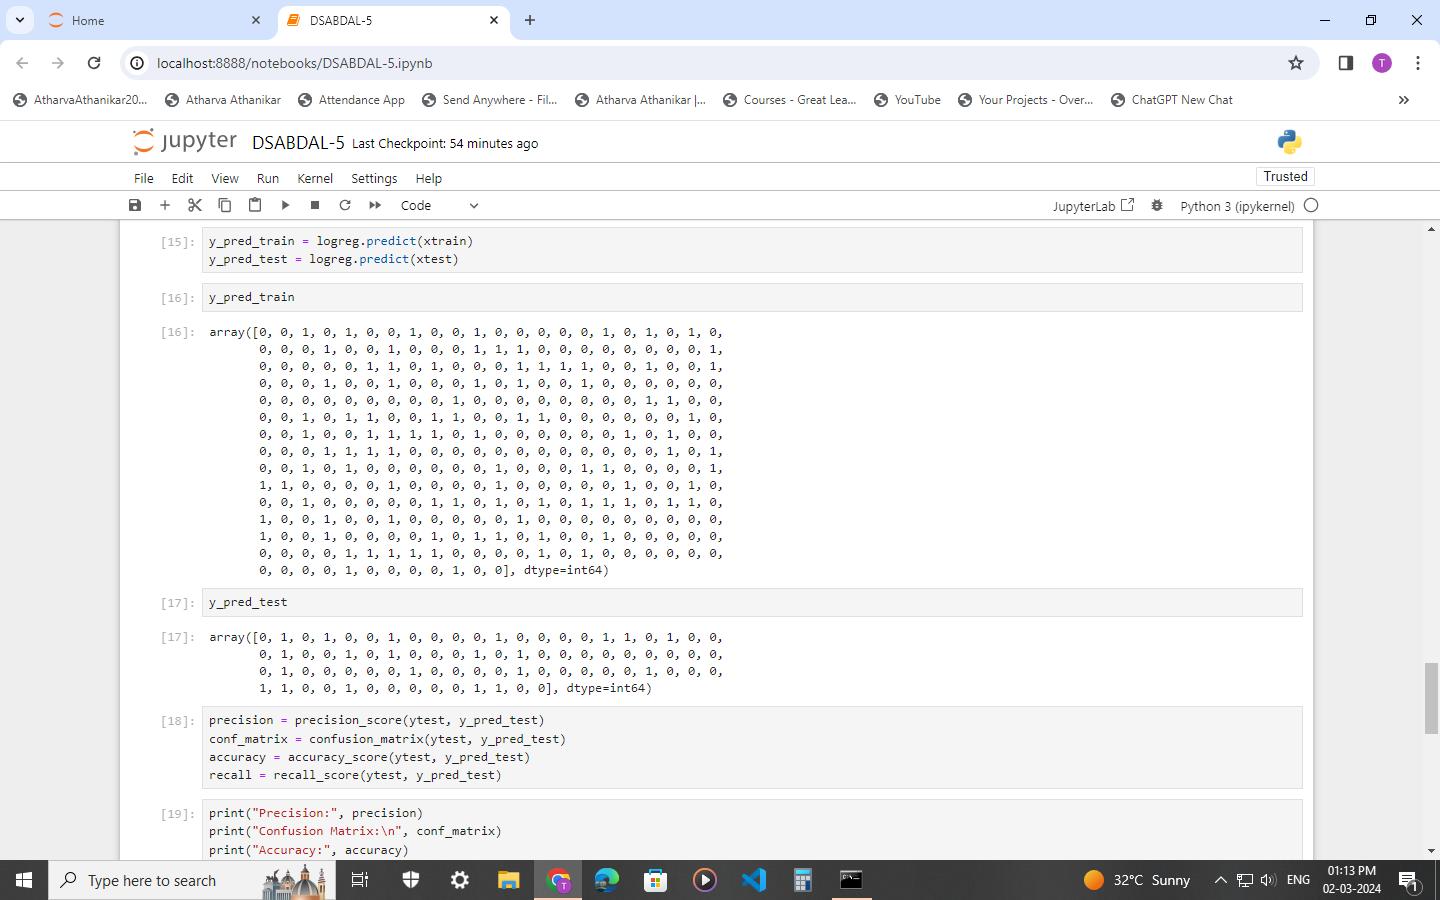 Home
DSABDAL-5
localhost:8888/notebooks/DSABDAL-5.ipynb
T
AtharvaAthanikar20...
Atharva Athanikar
Attendance App
Send Anywhere - Fil...
Atharva Athanikar |...
Courses - Great Lea...
YouTube
Your Projects - Over...
ChatGPT New Chat
jupyter DSABDAL-5 Last Checkpoint: 54 minutes ago
File Edit View Run Kernel Settings Help
Trusted
Code
JupyterLab
Python 3 (ipykernel)
[15]: y_pred_train = logreg.predict(xtrain)
y_pred_test = logreg.predict(xtest)
[16]: y_pred_train
[16]: array([0, 0, 1, 0, 1, 0, 0, 1, 0, 0, 1, 0, 0, 0, 0, 0, 1, 0, 1, 0, 1, 0,
0, 0, 0, 1, 0, 0, 1, 0, 0, 0, 1, 1, 1, 0, 0, 0, 0, 0, 0, 0, 0, 1,
0, 0, 0, 0, 0, 1, 1, 0, 1, 0, 0, 0, 1, 1, 1, 1, 0, 0, 1, 0, 0, 1,
0, 0, 0, 1, 0, 0, 1, 0, 0, 0, 1, 0, 1, 0, 0, 1, 0, 0, 0, 0, 0, 0,
0, 0, 0, 0, 0, 0, 0, 0, 0, 1, 0, 0, 0, 0, 0, 0, 0, 0, 1, 1, 0, 0,
0, 0, 1, 0, 1, 1, 0, 0, 1, 1, 0, 0, 1, 1, 0, 0, 0, 0, 0, 0, 1, 0,
0, 0, 1, 0, 0, 1, 1, 1, 1, 0, 1, 0, 0, 0, 0, 0, 0, 1, 0, 1, 0, 0,
0, 0, 0, 1, 1, 1, 1, 0, 0, 0, 0, 0, 0, 0, 0, 0, 0, 0, 0, 1, 0, 1,
0, 0, 1, 0, 1, 0, 0, 0, 0, 0, 0, 1, 0, 0, 0, 1, 1, 0, 0, 0, 0, 1,
1, 1, 0, 0, 0, 0, 1, 0, 0, 0, 0, 1, 0, 0, 0, 0, 0, 1, 0, 0, 1, 0,
0, 0, 1, 0, 0, 0, 0, 0, 1, 1, 0, 1, 0, 1, 0, 1, 1, 1, 0, 1, 1, 0,
1, 0, 0, 1, 0, 0, 1, 0, 0, 0, 0, 0, 1, 0, 0, 0, 0, 0, 0, 0, 0, 0,
1, 0, 0, 1, 0, 0, 0, 0, 1, 0, 1, 1, 0, 1, 0, 0, 1, 0, 0, 0, 0, 0,
0, 0, 0, 0, 1, 1, 1, 1, 1, 0, 0, 0, 0, 1, 0, 1, 0, 0, 0, 0, 0, 0,
0, 0, 0, 0, 1, 0, 0, 0, 0, 1, 0, 0], dtype=int64)
[17]: y_pred_test
[17]: array([0, 1, 0, 1, 0, 0, 1, 0, 0, 0, 0, 1, 0, 0, 0, 0, 1, 1, 0, 1, 0, 0,
0, 1, 0, 0, 1, 0, 1, 0, 0, 0, 1, 0, 1, 0, 0, 0, 0, 0, 0, 0, 0, 0,
0, 1, 0, 0, 0, 0, 0, 1, 0, 0, 0, 0, 1, 0, 0, 0, 0, 0, 1, 0, 0, 0,
1, 1, 0, 0, 1, 0, 0, 0, 0, 0, 1, 1, 0, 0], dtype=int64)
[18]: precision = precision_score(ytest, y_pred_test)
conf_matrix = confusion_matrix(ytest, y_pred_test)
accuracy = accuracy_score(ytest, y_pred_test)
recall = recall_score(ytest, y_pred_test)
[19]: print("Precision:", precision)
print("Confusion Matrix:\n", conf_matrix)
print("Accuracy:", accuracy)
Type here to search
T
32°C Sunny
ENG
01:13 PM
02-03-2024
1